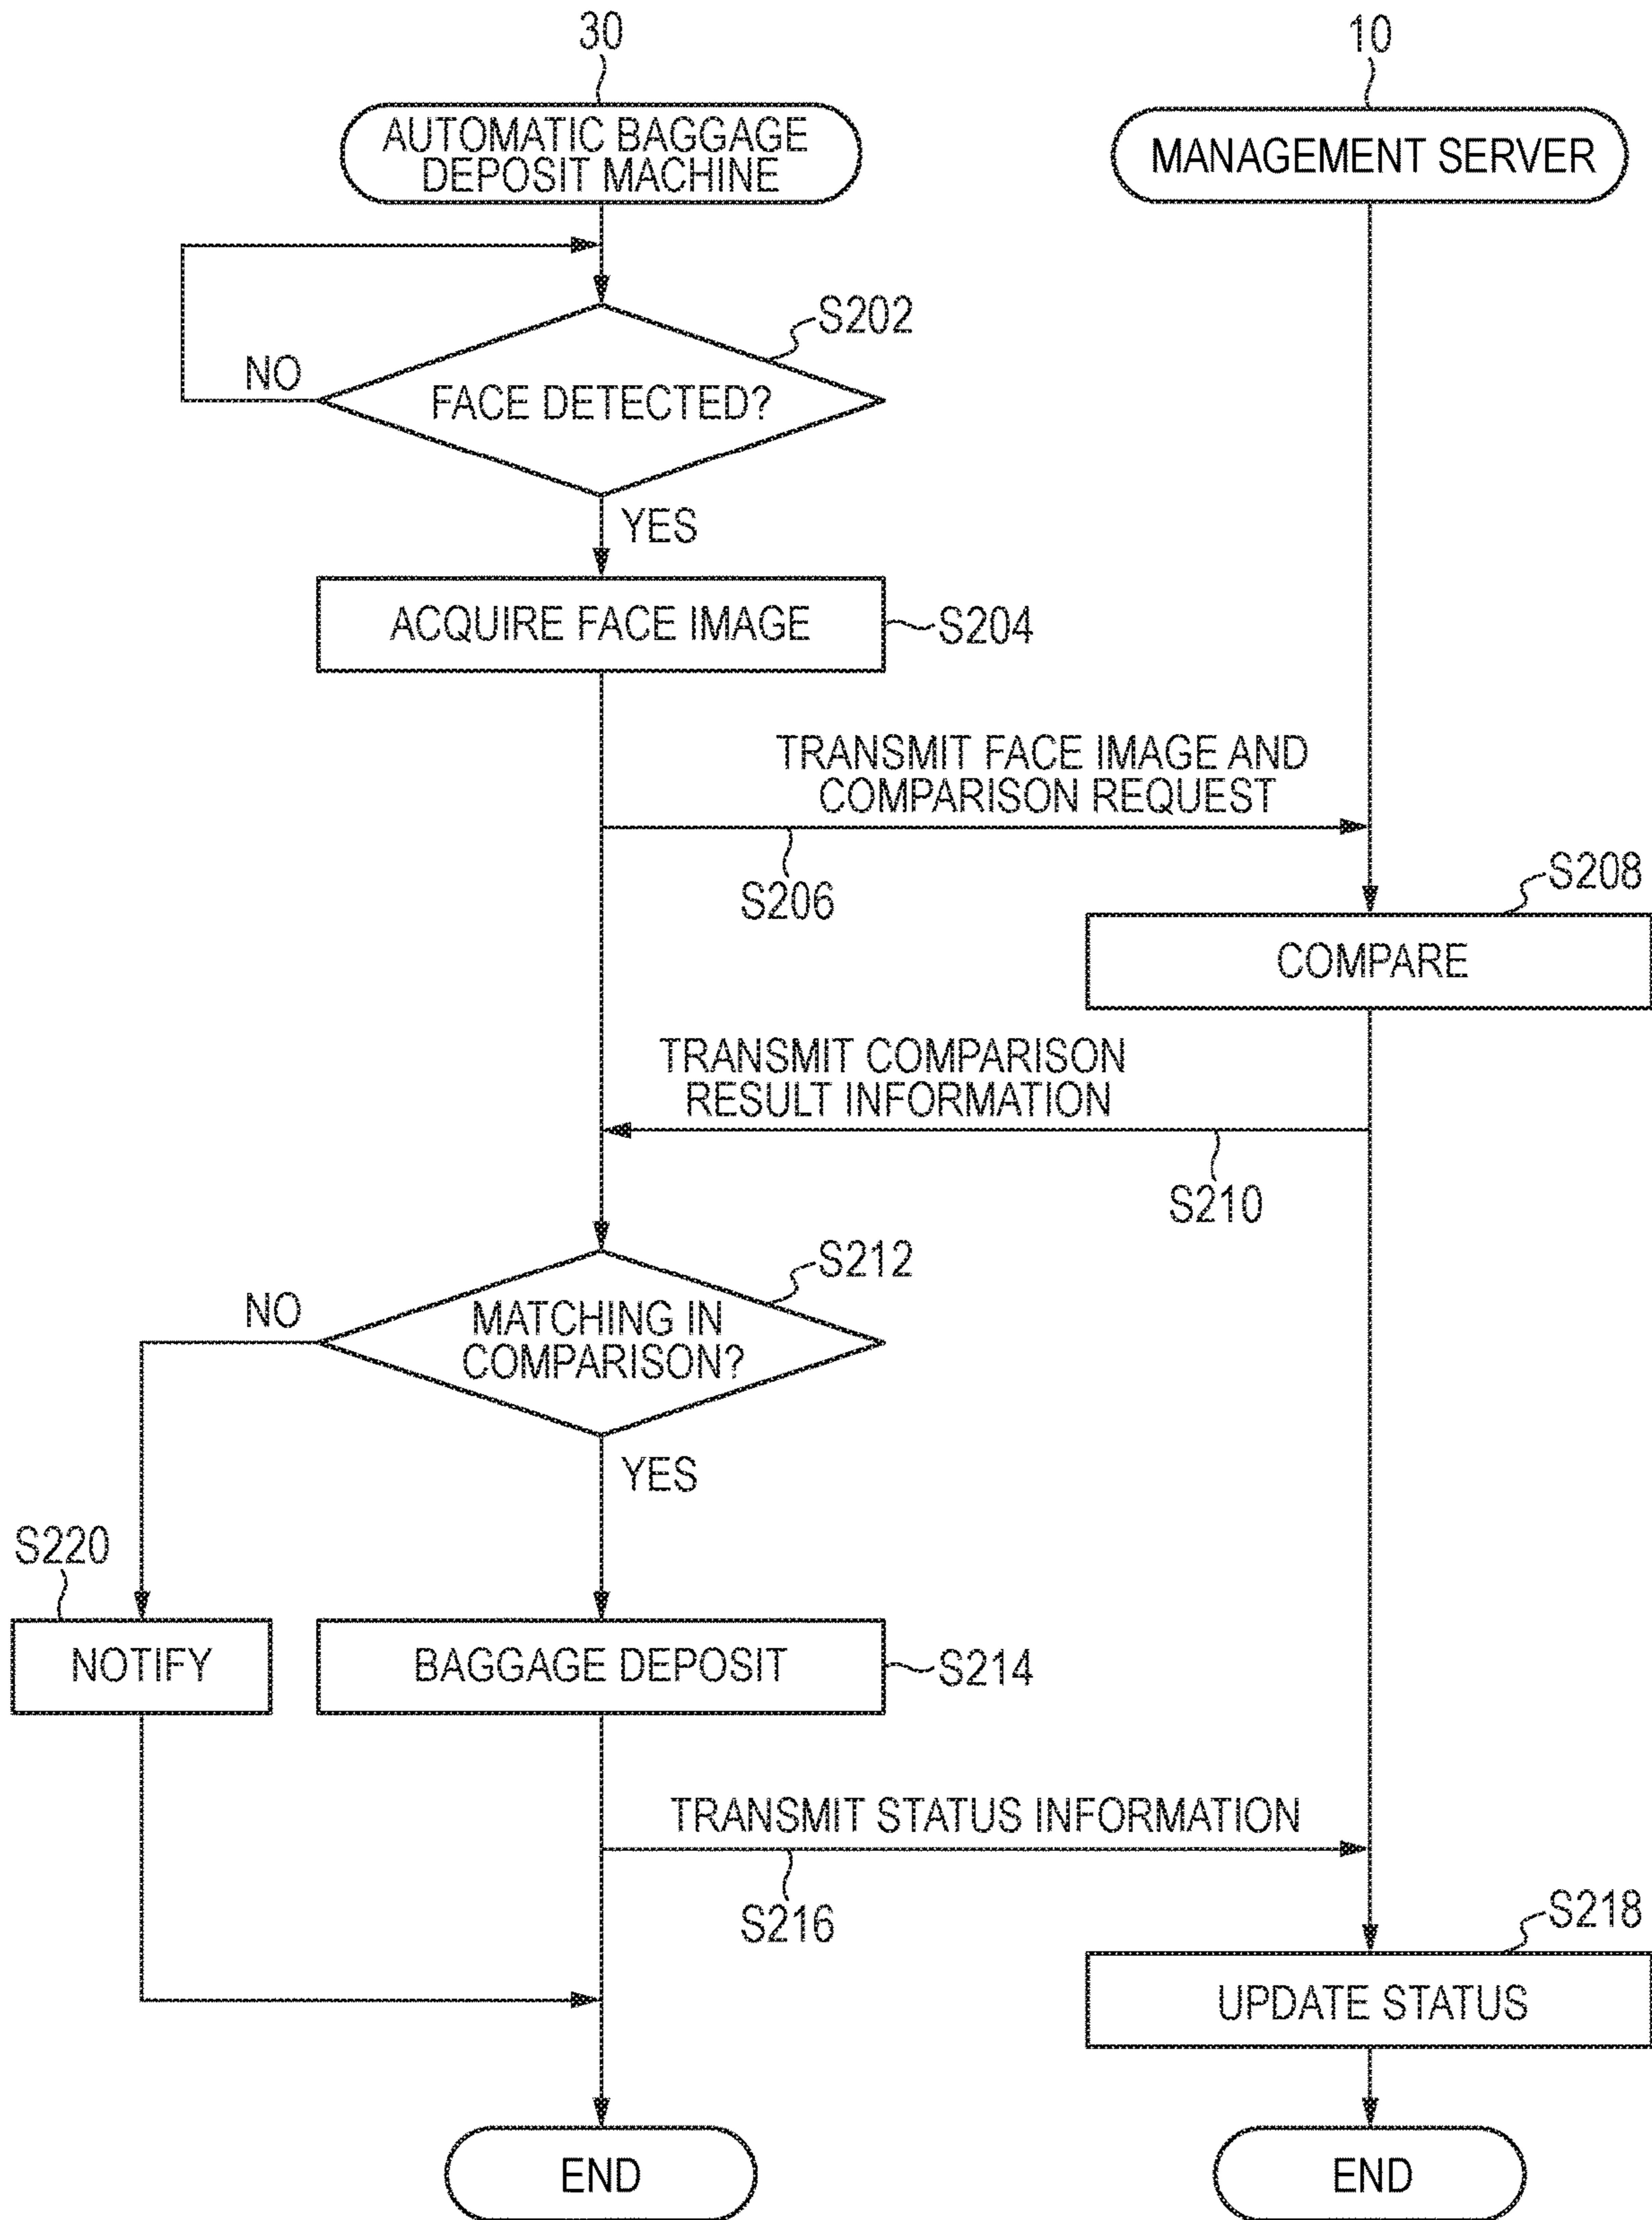 30
10
AUTOMATIC BAGGAGE
DEPOSIT MACHINE
MANAGEMENT SERVER
S202
NO
FACE DETECTED?
YES
ACQUIRE FACE IMAGE
S204
TRANSMIT FACE IMAGE AND
COMPARISON REQUEST
S206
S208
COMPARE
TRANSMIT COMPARISON
RESULT INFORMATION
S210
S212
NO
MATCHING IN
COMPARISON?
YES
S220
NOTIFY
BAGGAGE DEPOSIT
S214
TRANSMIT STATUS INFORMATION
S216
S218
UPDATE STATUS
END
END